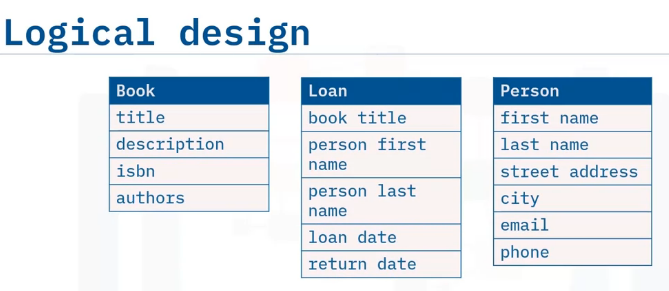 Logical design
Book
title
description
isbn
authors
Loan
book title
person first
name
person last
name
loan date
return date
Person
first name
last name
street address
city
email
phone